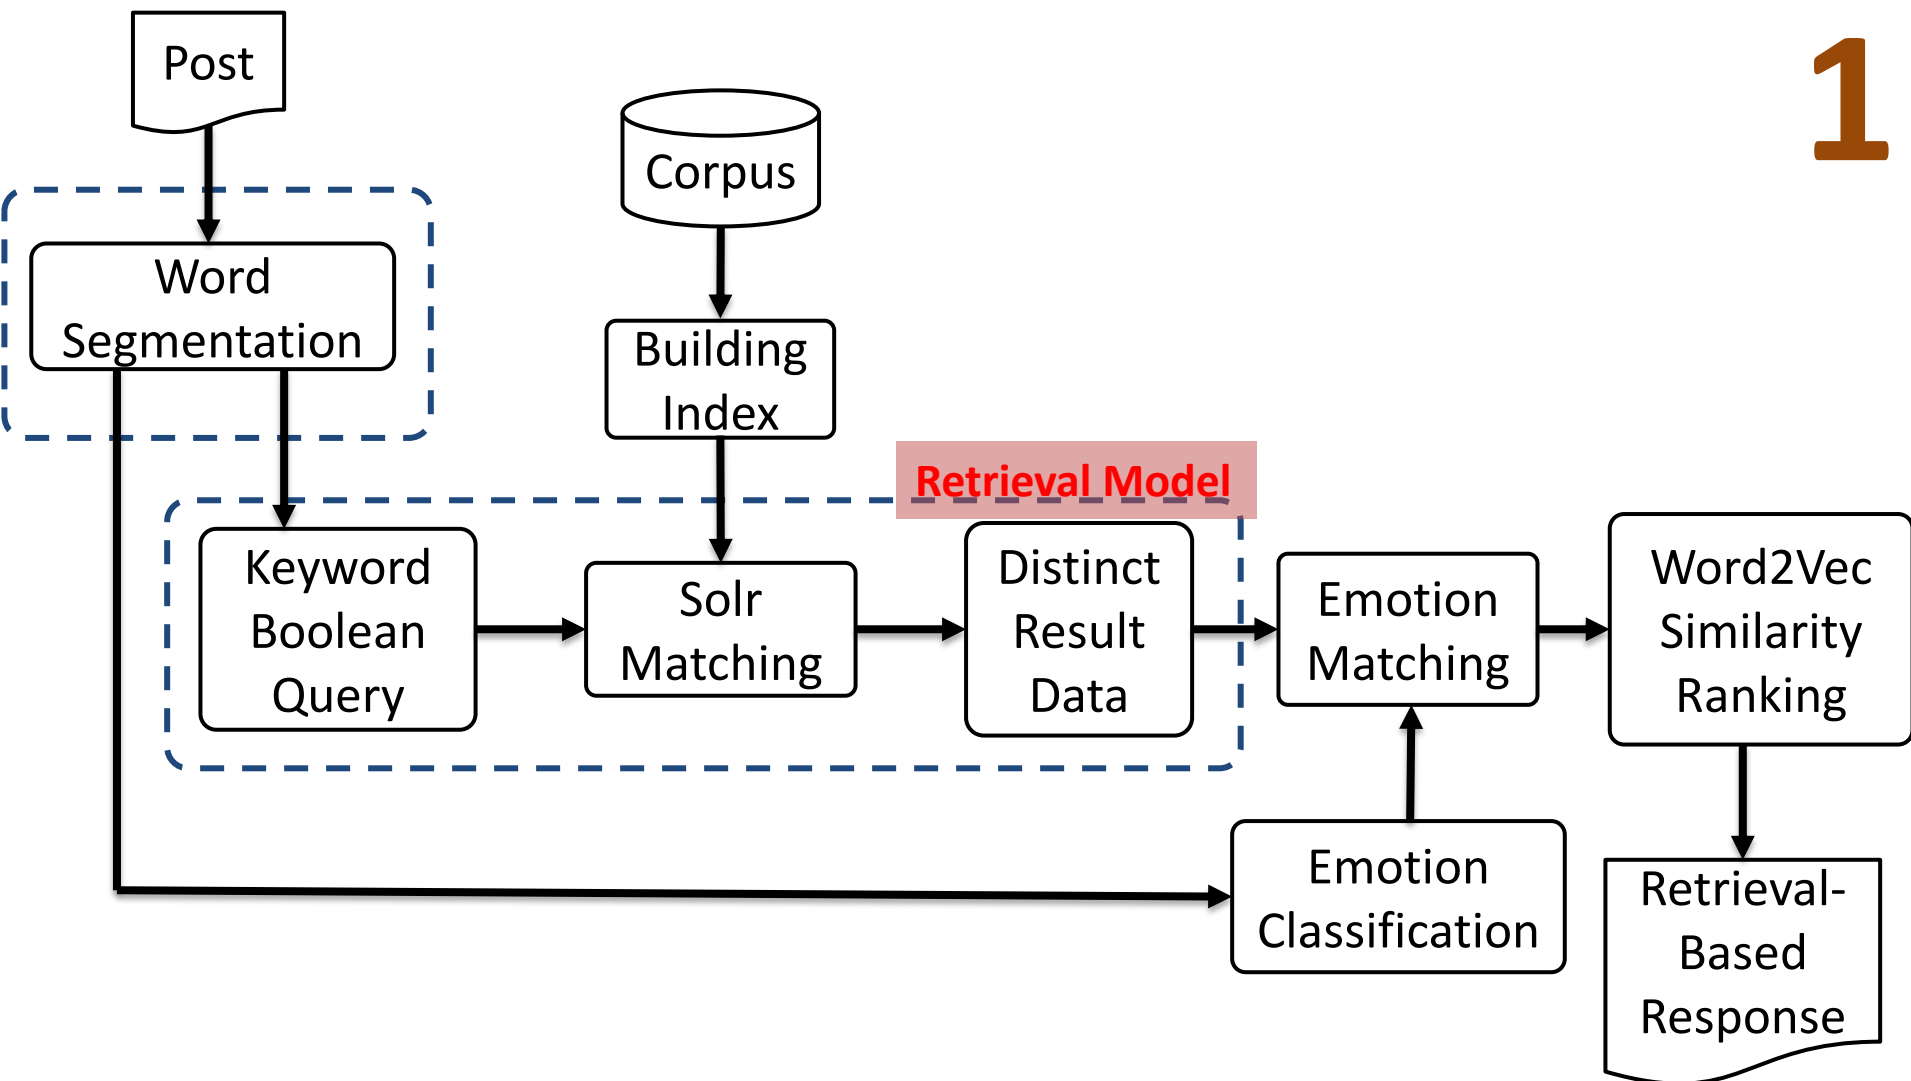 Post
1
Corpus
Word
Segmentation
Building
Index
Retrieval Model
Keyword
Boolean
Query
Solr
Matching
Distinct
Result
Data
Emotion
Matching
Word2Vec
Similarity
Ranking
Emotion
Classification
Retrieval-
Based
Response